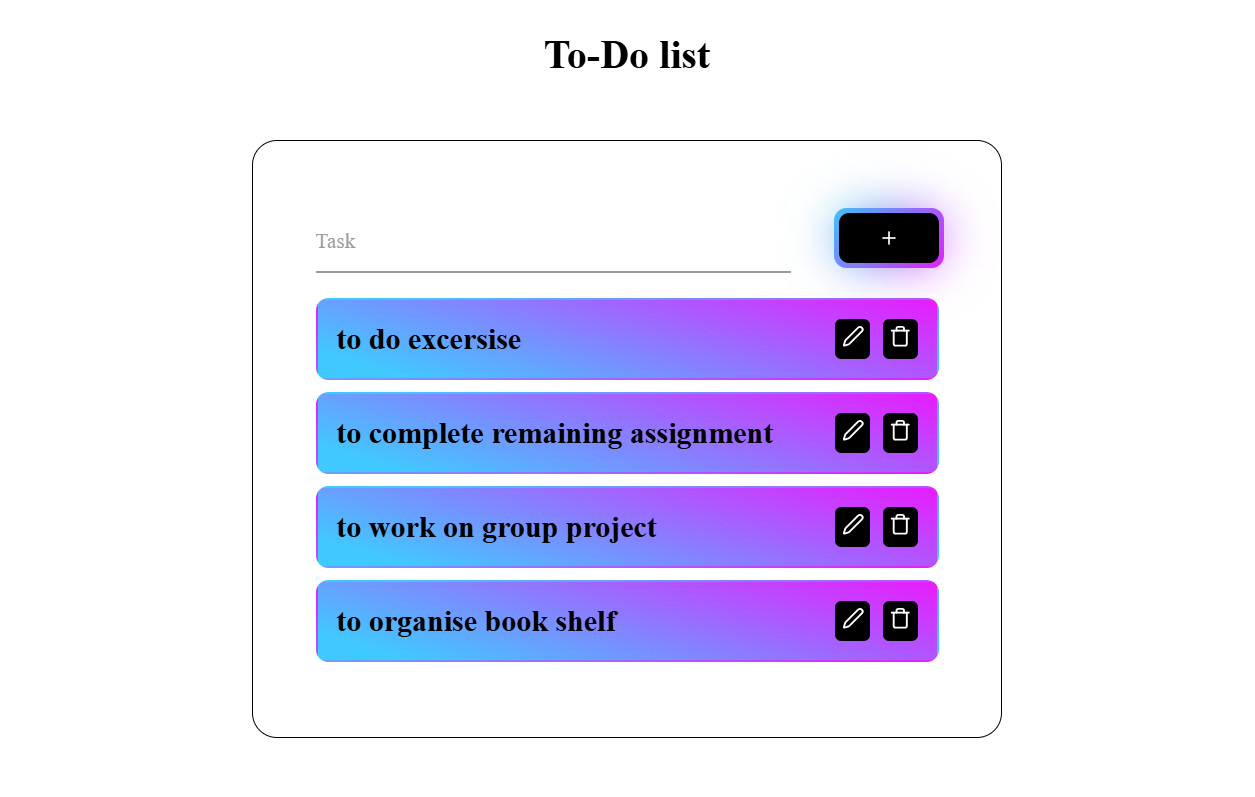 To-Do list
Task
+
to do excersise
to complete remaining assignment
to work on group project
to organise book shelf